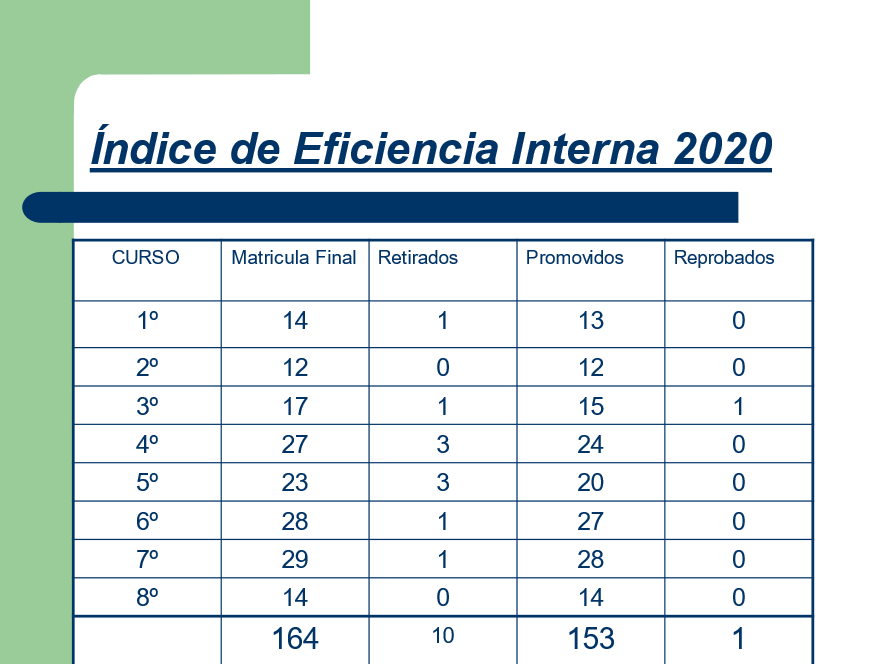 Índice de Eficiencia Interna 2020
CURSO Matricula Final Retirados Promovidos Reprobados
1º 14 1 13 0
2º 12 0 12 0
3º 17 1 15 1
4º 27 3 24 0
5º 23 3 20 0
6º 28 1 27 0
7º 29 1 28 0
8º 14 0 14 0
164 10 153 1